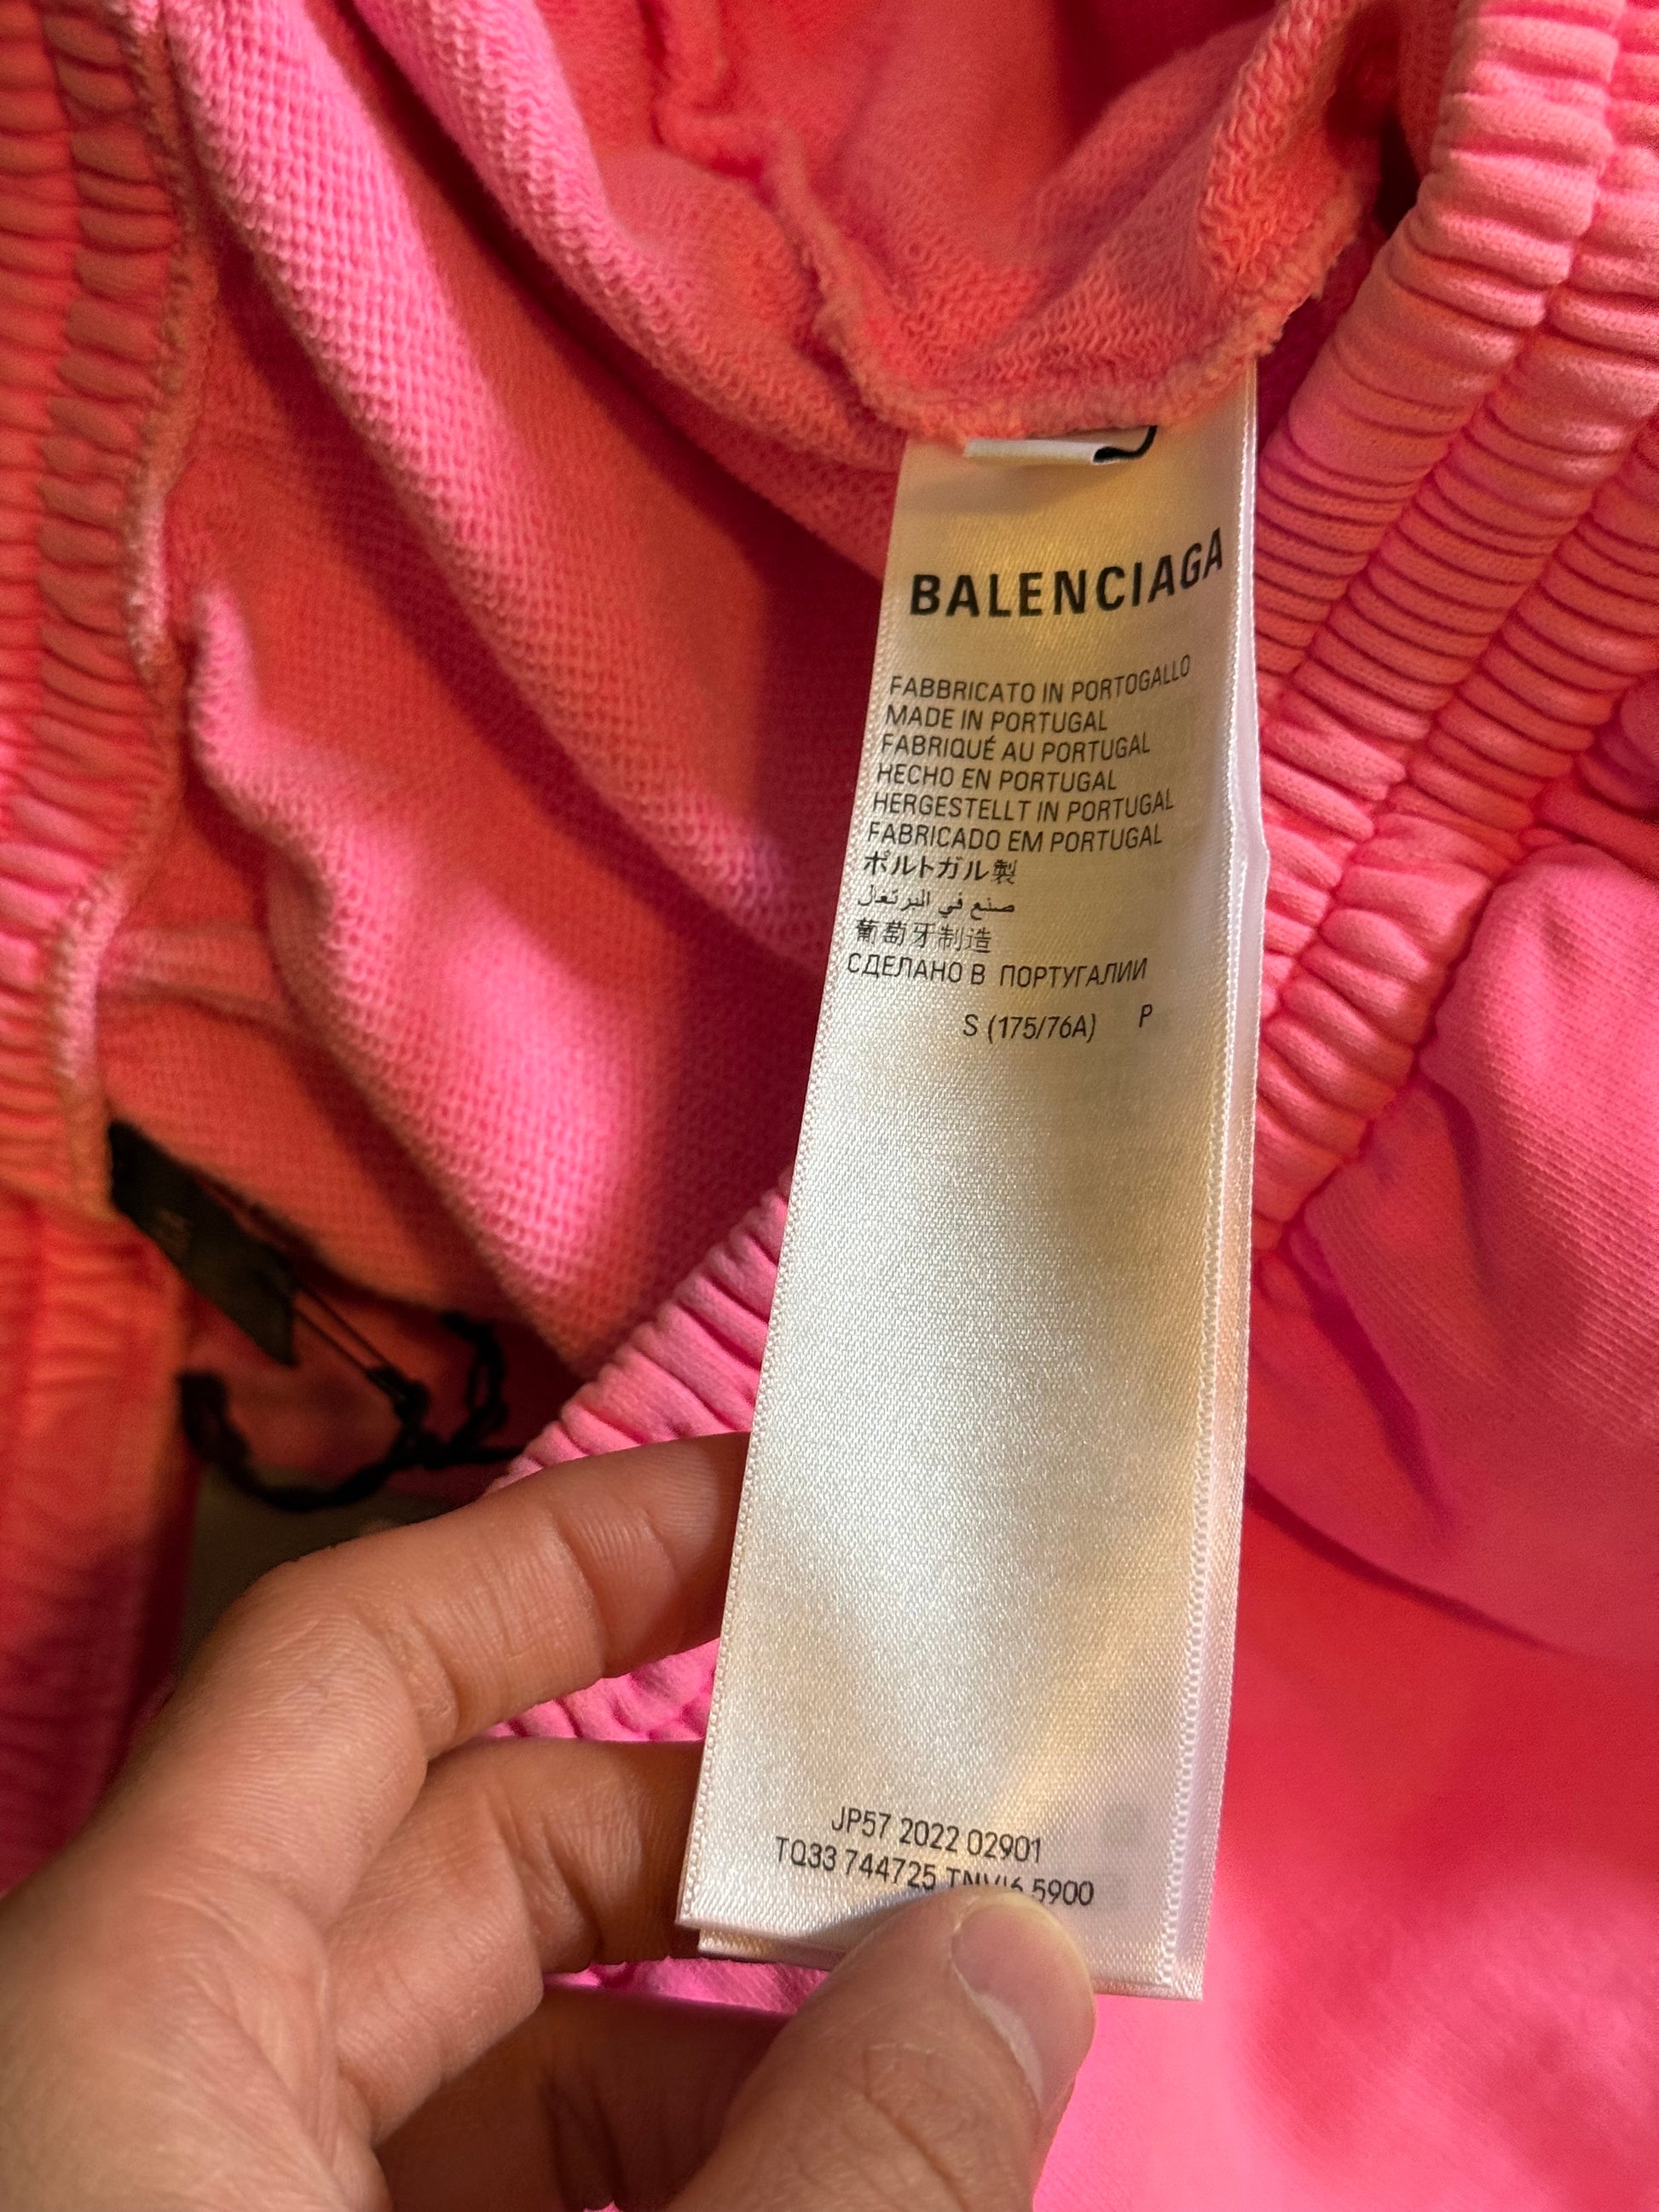 BALENCIAGA
FABBRICATO IN PORTOGALLO
MADE IN PORTUGAL
FABRIQUÉ AU PORTUGAL
HECHO EN PORTUGAL
HERGESTELLT IN PORTUGAL
FABRICADO EM PORTUGAL
ポルトガル製
صنع في البرتغال
葡萄牙制造
СДЕЛАНО В ПОРТУГАЛИИ
S (175/76A) P
JP57 2022 02901
TQ33 744725 5900